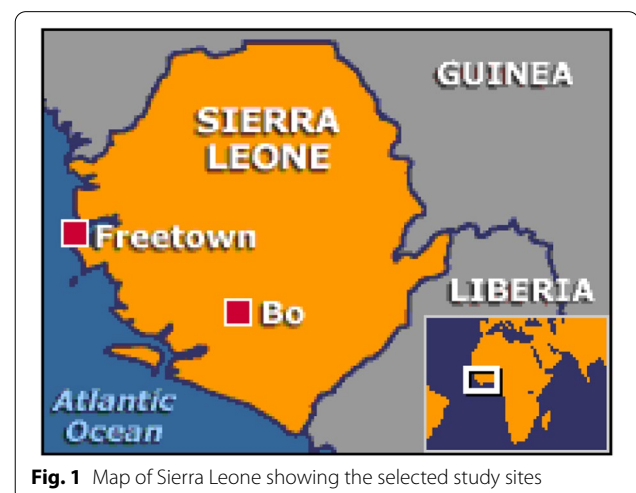 GUINEA
SIERRA
LEONE
Freetown
LIBERIA
Bo
Atlantic
Ocean
Fig. 1 Map of Sierra Leone showing the selected study sites